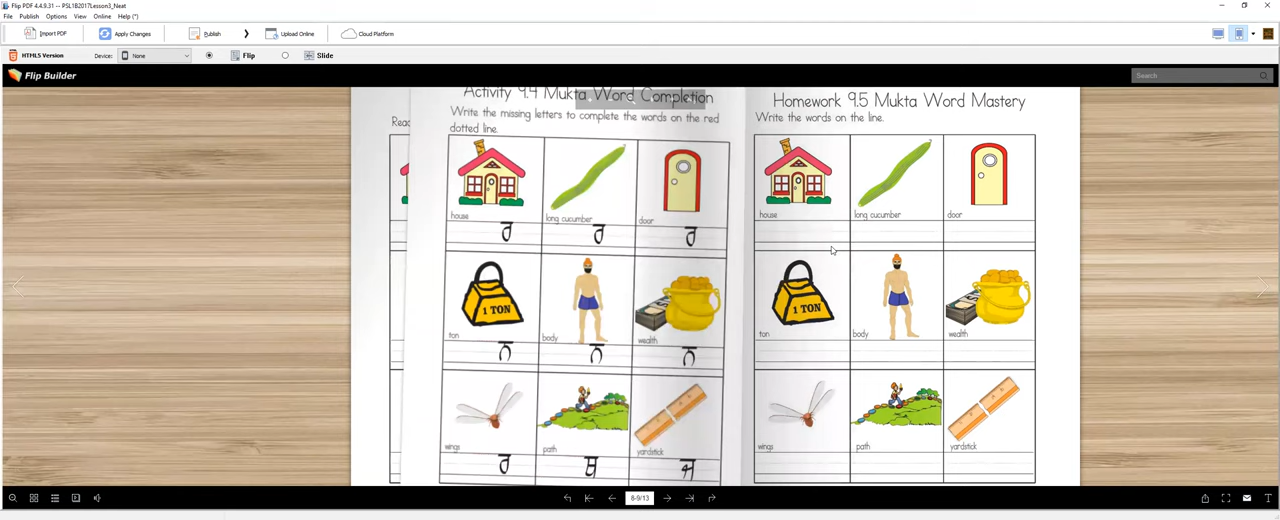 Flip PDF 4.4.9.31 -- PSL1B2017Lesson3_Neat
File Publish Options View Online Help (*)
Import PDF Apply Changes Publish Upload Online Cloud Platform
HTML5 Version Device: None Flip Slide
Flip Builder Search
Activity 9.4 Mukta Word Completion
Write the missing letters to complete the words on the red
dotted line.
house long cucumber door
ਰ ਰ ਰ
1 TON
ton body wealth
ਨ ਨ ਨ
wings path yardstick
ਰ
Homework 9.5 Mukta Word Mastery
Write the words on the line.
house long cucumber door
1 TON
ton body wealth
wings path yardstick
8-9/13